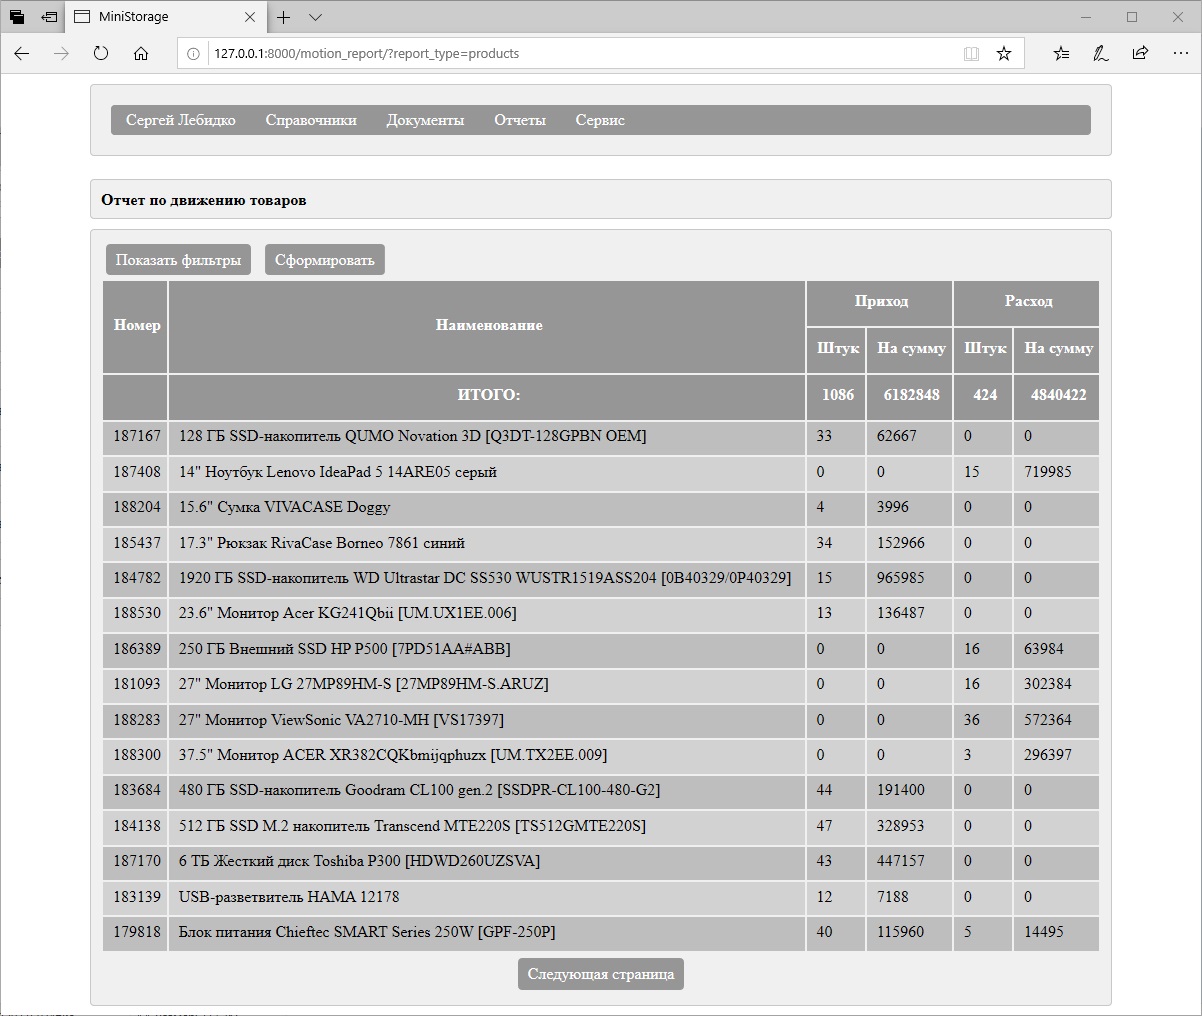 MiniStorage
127.0.0.1:8000/motion_report/?report_type=products
Сергей Лебидко Справочники Документы Отчеты Сервис
Отчет по движению товаров
Показать фильтры Сформировать
Номер Наименование Приход Расход
Штук На сумму Штук На сумму
ИТОГО: 1086 6182848 424 4840422
187167 128 ГБ SSD-накопитель QUMO Novation 3D [Q3DT-128GPBN OEM] 33 62667 0 0
187408 14" Ноутбук Lenovo IdeaPad 5 14ARE05 серый 0 0 15 719985
188204 15.6" Сумка VIVACASE Doggy 4 3996 0 0
185437 17.3" Рюкзак RivaCase Borneo 7861 синий 34 152966 0 0
184782 1920 ГБ SSD-накопитель WD Ultrastar DC SS530 WUSTR1519ASS204 [0B40329/0P40329] 15 965985 0 0
188530 23.6" Монитор Acer KG241Qbii [UM.UX1EE.006] 13 136487 0 0
186389 250 ГБ Внешний SSD HP P500 [7PD51AA#ABB] 0 0 16 63984
181093 27" Монитор LG 27MP89HM-S [27MP89HM-S.ARUZ] 0 0 16 302384
188283 27" Монитор ViewSonic VA2710-MH [VS17397] 0 0 36 572364
188300 37.5" Монитор ACER XR382CQKbmijqphuzx [UM.TX2EE.009] 0 0 3 296397
183684 480 ГБ SSD-накопитель Goodram CL100 gen.2 [SSDPR-CL100-480-G2] 44 191400 0 0
184138 512 ГБ SSD M.2 накопитель Transcend MTE220S [TS512GMTE220S] 47 328953 0 0
187170 6 ТБ Жесткий диск Toshiba P300 [HDWD260UZSVA] 43 447157 0 0
183139 USB-разветвитель HAMA 12178 12 7188 0 0
179818 Блок питания Chieftec SMART Series 250W [GPF-250P] 40 115960 5 14495
Следующая страница